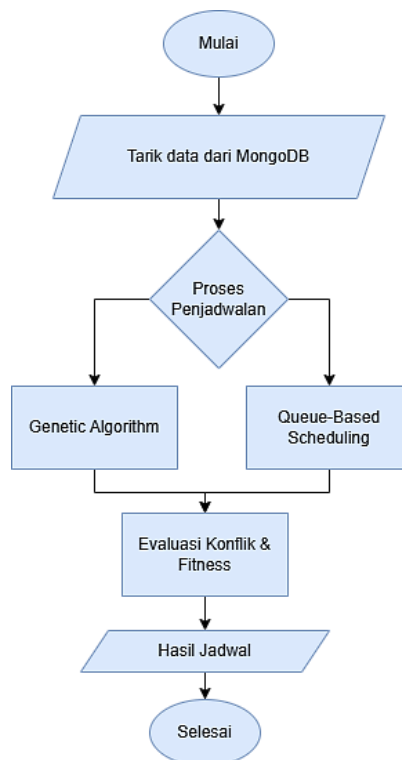 Mulai
Tarik data dari MongoDB
Proses
Penjadwalan
Genetic Algorithm
Queue-Based
Scheduling
Evaluasi Konflik &
Fitness
Hasil Jadwal
Selesai